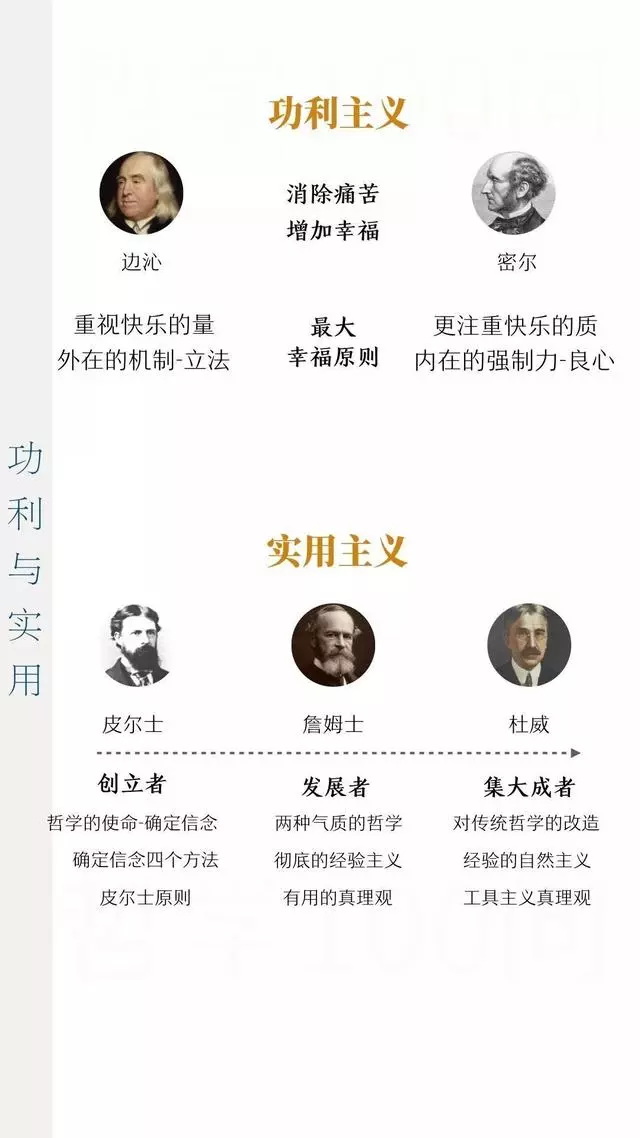 功利主义
消除痛苦
增加幸福
边沁
密尔
重视快乐的量
外在的机制-立法
最大
幸福原则
更注重快乐的质
内在的强制力-良心
功利与实用
实用主义
皮尔士
詹姆士
杜威
创立者
发展者
集大成者
哲学的使命-确定信念
两种气质的哲学
对传统哲学的改造
确定信念四个方法
彻底的经验主义
经验的自然主义
皮尔士原则
有用的真理观
工具主义真理观